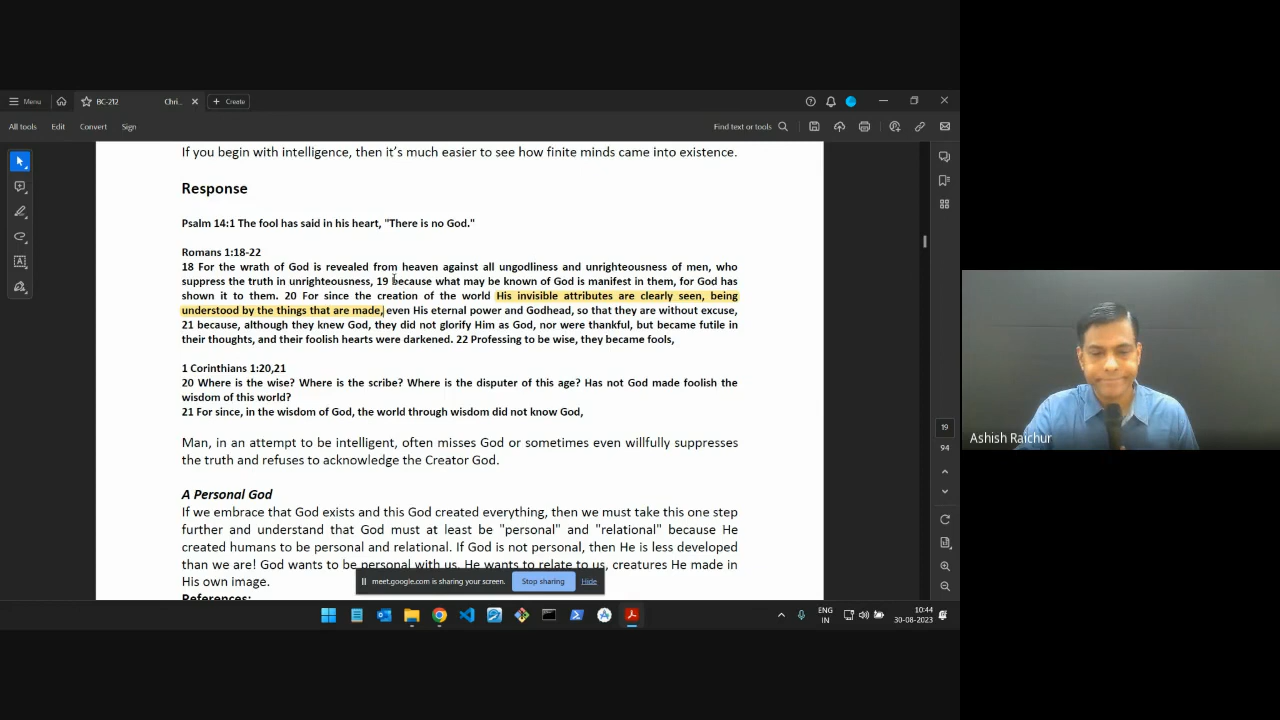 Menu
BC-212
Chri...
Create
All tools
Edit
Convert
Sign
Find text or tools
If you begin with intelligence, then it's much easier to see how finite minds came into existence.
Response
Psalm 14:1 The fool has said in his heart, "There is no God."
Romans 1:18-22
18 For the wrath of God is revealed from heaven against all ungodliness and unrighteousness of men, who
suppress the truth in unrighteousness, 19 because what may be known of God is manifest in them, for God has
shown it to them. 20 For since the creation of the world His invisible attributes are clearly seen, being
understood by the things that are made, even His eternal power and Godhead, so that they are without excuse,
21 because, although they knew God, they did not glorify Him as God, nor were thankful, but became futile in
their thoughts, and their foolish hearts were darkened. 22 Professing to be wise, they became fools,
1 Corinthians 1:20,21
20 Where is the wise? Where is the scribe? Where is the disputer of this age? Has not God made foolish the
wisdom of this world?
21 For since, in the wisdom of God, the world through wisdom did not know God,
Man, in an attempt to be intelligent, often misses God or sometimes even willfully suppresses
the truth and refuses to acknowledge the Creator God.
A Personal God
If we embrace that God exists and this God created everything, then we must take this one step
further and understand that God must at least be "personal" and "relational" because He
created humans to be personal and relational. If God is not personal, then He is less developed
than we are! God wants to be personal with us. He wants to relate to us, creatures He made in
His own image.
References:
19
94
meet.google.com is sharing your screen.
Stop sharing
Hide
ENG
IN
10:44
30-08-2023
Ashish Raichur